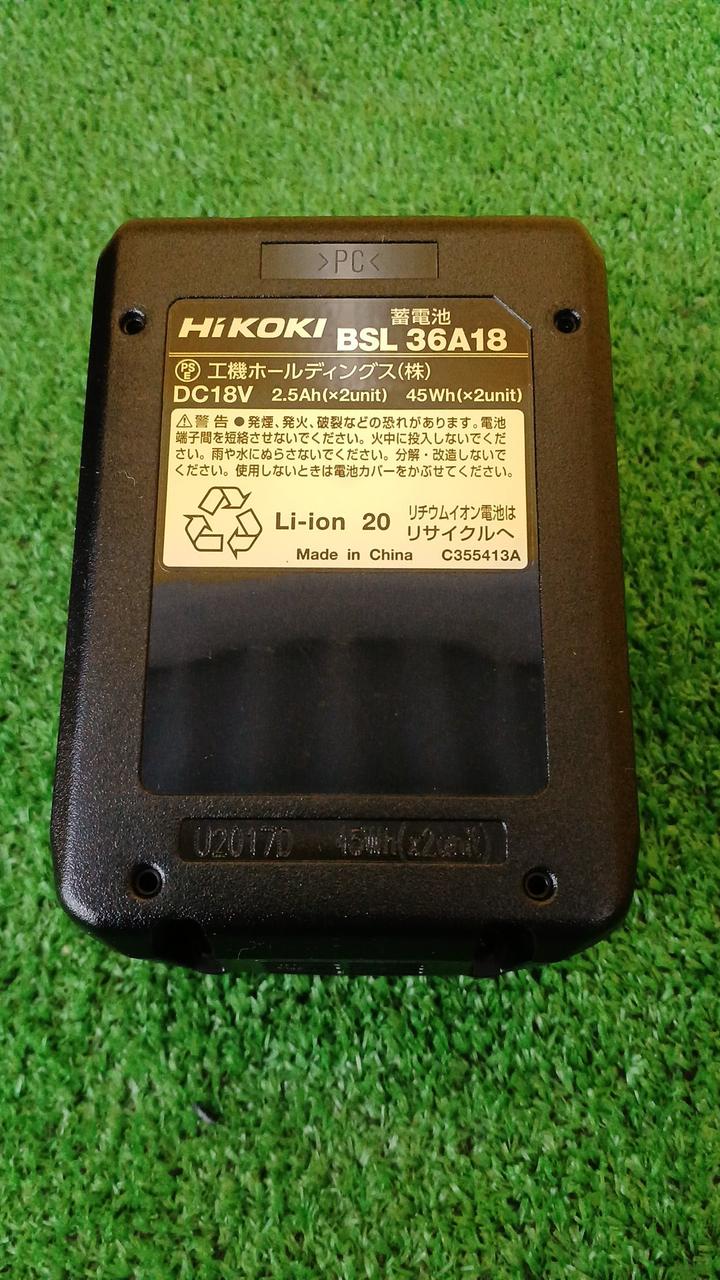 >PC<
HiKOKI 蓄電池 BSL 36A18
PSE 工機ホールディングス(株)
DC18V 2.5Ah(×2unit) 45Wh(×2unit)
⚠警告 ●発煙、発火、破裂などの恐れがあります。電池
端子間を短絡させないでください。火中に投入しないでくだ
さい。雨や水にぬらさないでください。分解・改造しないで
ください。使用しないときは電池カバーをかぶせてください。
Li-ion 20 リチウムイオン電池は
リサイクルへ
Made in China C355413A
U2017D 45Wh(x2unit)